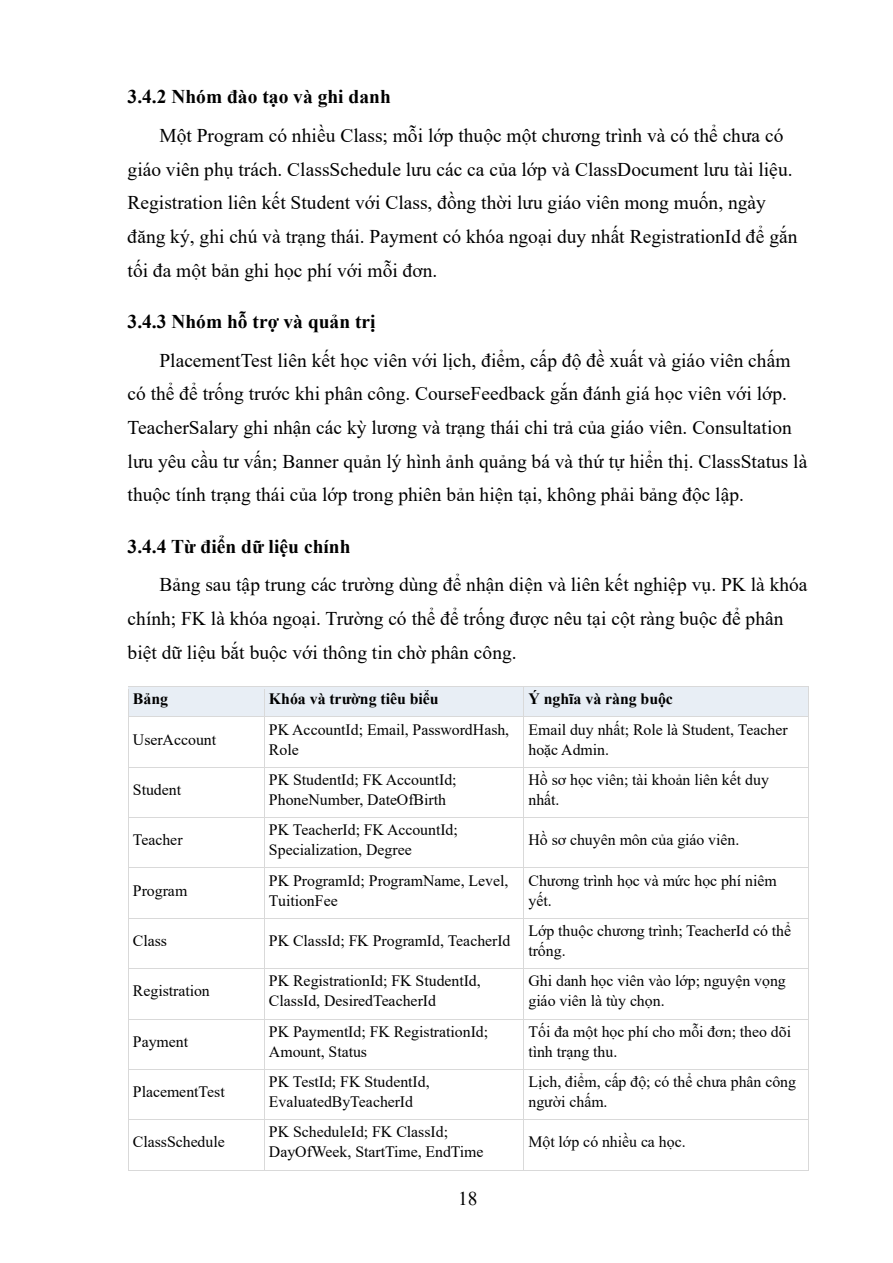 3.4.2 Nhóm đào tạo và ghi danh
Một Program có nhiều Class; mỗi lớp thuộc một chương trình và có thể chưa có
giáo viên phụ trách. ClassSchedule lưu các ca của lớp và ClassDocument lưu tài liệu.
Registration liên kết Student với Class, đồng thời lưu giáo viên mong muốn, ngày
đăng ký, ghi chú và trạng thái. Payment có khóa ngoại duy nhất RegistrationId để gắn
tối đa một bản ghi học phí với mỗi đơn.
3.4.3 Nhóm hỗ trợ và quản trị
PlacementTest liên kết học viên với lịch, điểm, cấp độ đề xuất và giáo viên chấm
có thể để trống trước khi phân công. CourseFeedback gắn đánh giá học viên với lớp.
TeacherSalary ghi nhận các kỳ lương và trạng thái chi trả của giáo viên. Consultation
lưu yêu cầu tư vấn; Banner quản lý hình ảnh quảng bá và thứ tự hiển thị. ClassStatus là
thuộc tính trạng thái của lớp trong phiên bản hiện tại, không phải bảng độc lập.
3.4.4 Từ điển dữ liệu chính
Bảng sau tập trung các trường dùng để nhận diện và liên kết nghiệp vụ. PK là khóa
chính; FK là khóa ngoại. Trường có thể để trống được nêu tại cột ràng buộc để phân
biệt dữ liệu bắt buộc với thông tin chờ phân công.
Bảng Khóa và trường tiêu biểu Ý nghĩa và ràng buộc
UserAccount
PK AccountId; Email, PasswordHash,
Role
Email duy nhất; Role là Student, Teacher
hoặc Admin.
Student
PK StudentId; FK AccountId;
PhoneNumber, DateOfBirth
Hồ sơ học viên; tài khoản liên kết duy
nhất.
Teacher
PK TeacherId; FK AccountId;
Specialization, Degree
Hồ sơ chuyên môn của giáo viên.
Program
PK ProgramId; ProgramName, Level,
TuitionFee
Chương trình học và mức học phí niêm
yết.
Class
PK ClassId; FK ProgramId, TeacherId
Lớp thuộc chương trình; TeacherId có thể
trống.
Registration
PK RegistrationId; FK StudentId,
ClassId, DesiredTeacherId
Ghi danh học viên vào lớp; nguyện vọng
giáo viên là tùy chọn.
Payment
PK PaymentId; FK RegistrationId;
Amount, Status
Tối đa một học phí cho mỗi đơn; theo dõi
tình trạng thu.
PlacementTest
PK TestId; FK StudentId,
EvaluatedByTeacherId
Lịch, điểm, cấp độ; có thể chưa phân công
người chấm.
ClassSchedule
PK ScheduleId; FK ClassId;
DayOfWeek, StartTime, EndTime
Một lớp có nhiều ca học.
18